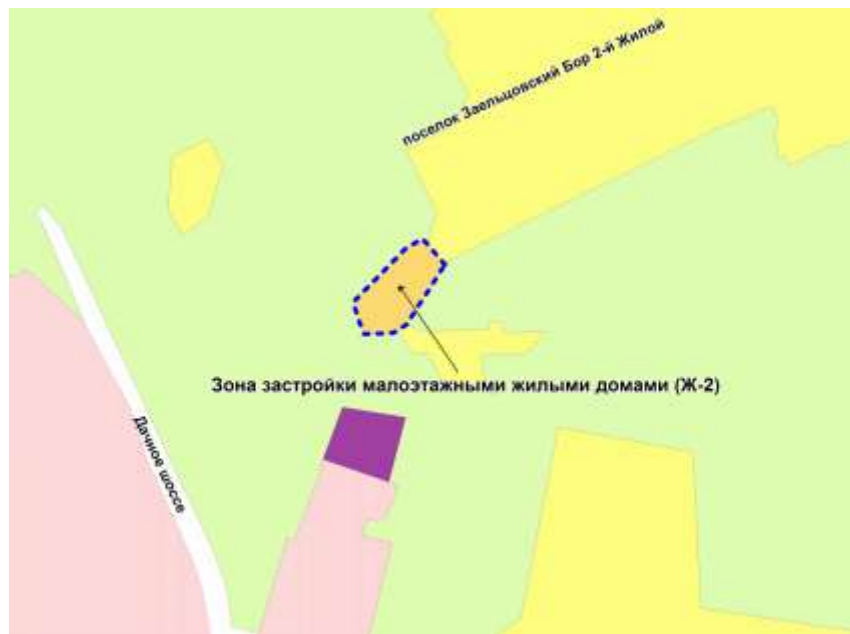 поселок Заельцовский Бор 2-й Жилой
Зона застройки малоэтажными жилыми домами (Ж-2)
Дачное шоссе